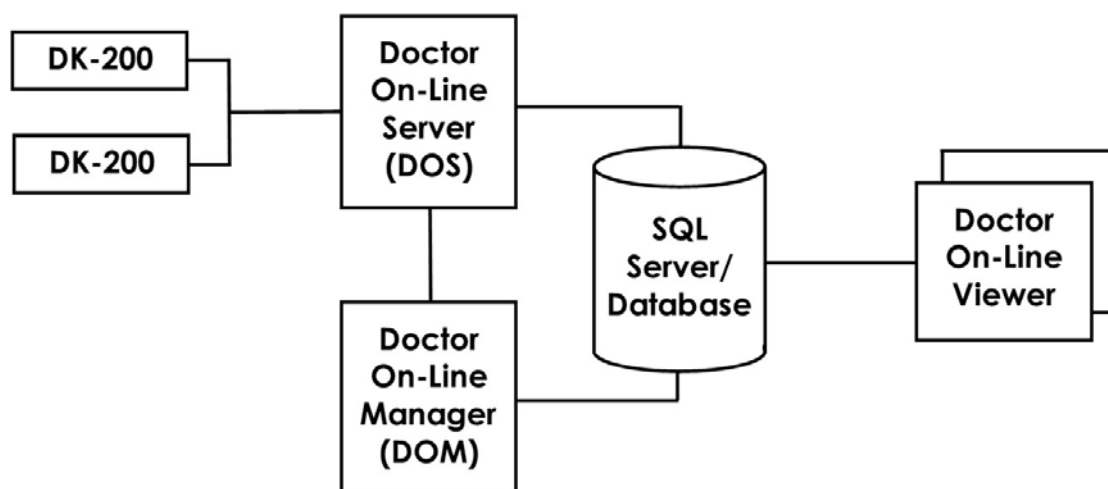 DK-200
DK-200
Doctor
On-Line
Server
(DOS)
Doctor
On-Line
Manager
(DOM)
SQL
Server/
Database
Doctor
On-Line
Viewer